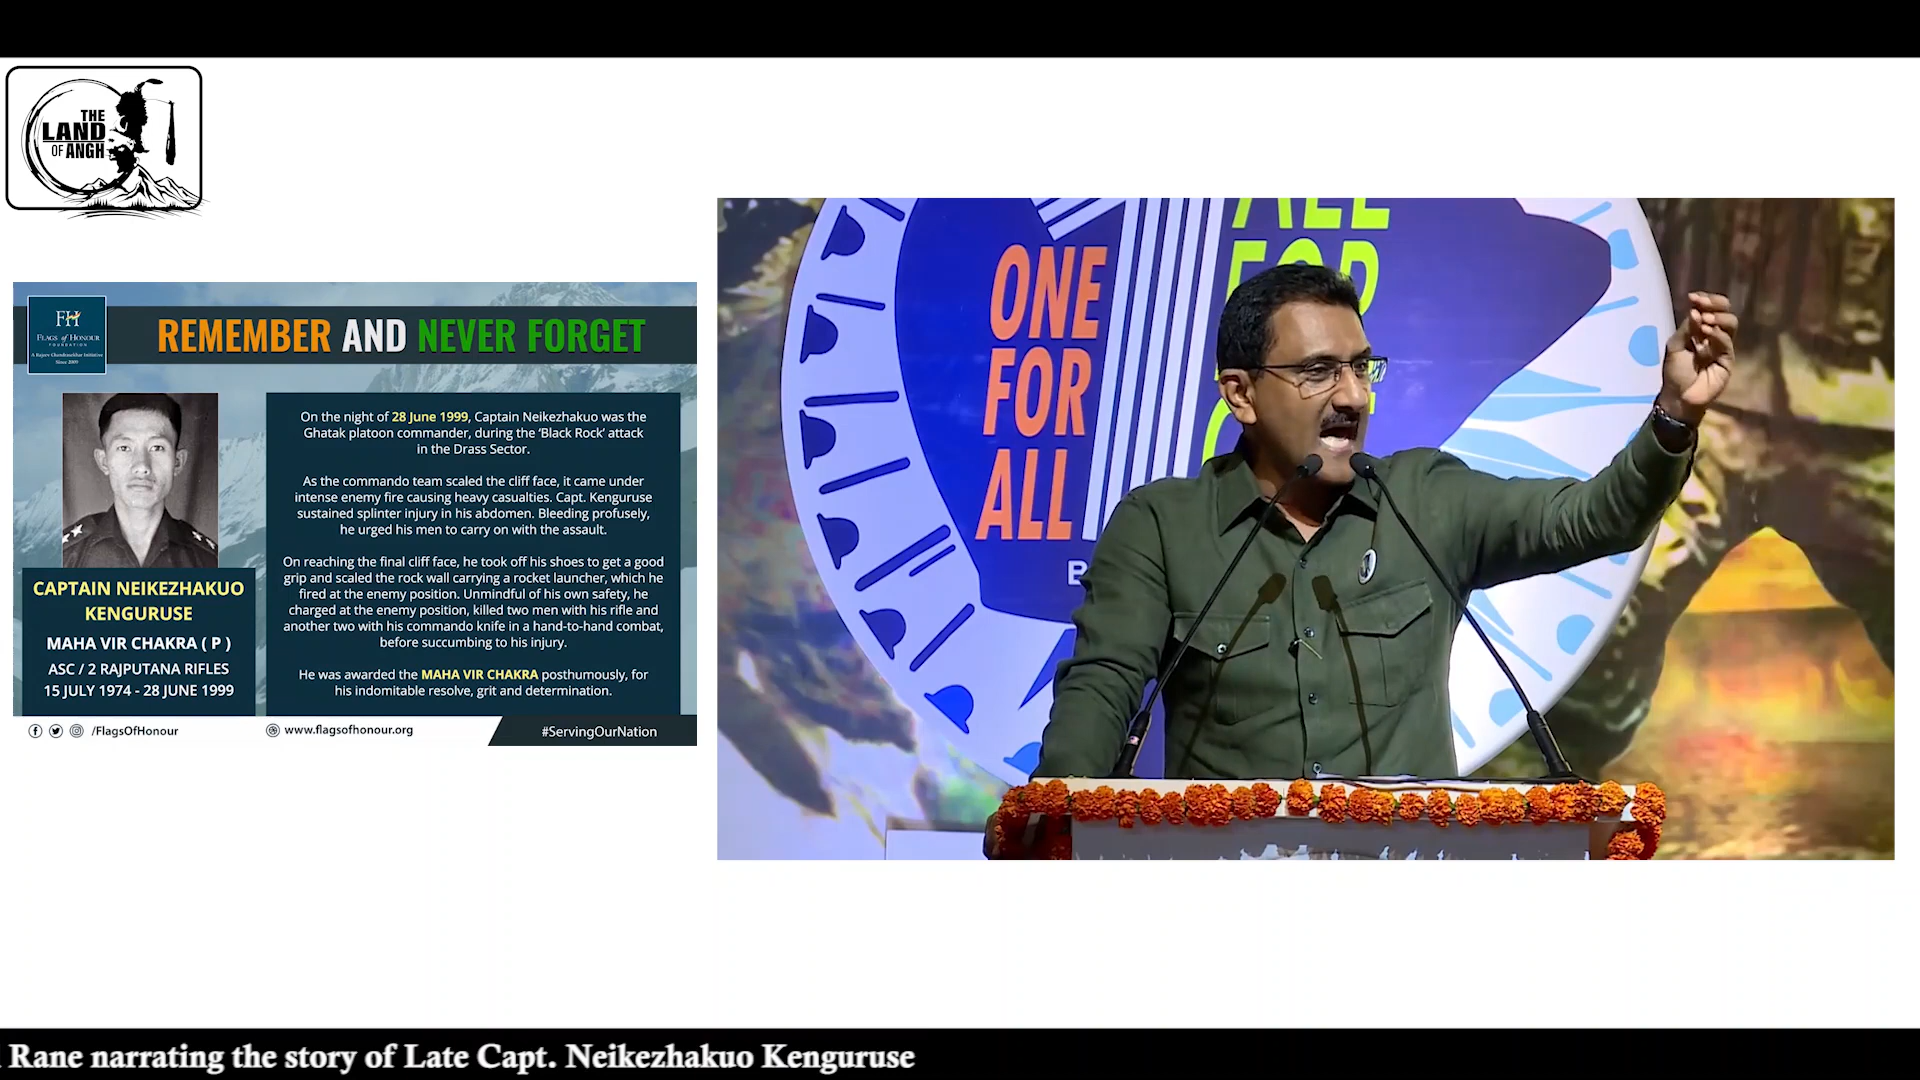 THE
LAND
OF ANGH
FH
FLAGS of HONOUR
FOUNDATION
A Rajeev Chandrasekhar Initiative
Since 2009
REMEMBER AND NEVER FORGET
On the night of 28 June 1999, Captain Neikezhakuo was the
Ghatak platoon commander, during the ‘Black Rock’ attack
in the Drass Sector.
As the commando team scaled the cliff face, it came under
intense enemy fire causing heavy casualties. Capt. Kenguruse
sustained splinter injury in his abdomen. Bleeding profusely,
he urged his men to carry on with the assault.
On reaching the final cliff face, he took off his shoes to get a good
grip and scaled the rock wall carrying a rocket launcher, which he
fired at the enemy position. Unmindful of his own safety, he
charged at the enemy position, killed two men with his rifle and
another two with his commando knife in a hand-to-hand combat,
before succumbing to his injury.
He was awarded the MAHA VIR CHAKRA posthumously, for
his indomitable resolve, grit and determination.
CAPTAIN NEIKEZHAKUO
KENGURUSE
MAHA VIR CHAKRA ( P )
ASC / 2 RAJPUTANA RIFLES
15 JULY 1974 - 28 JUNE 1999
/FlagsOfHonour
www.flagsofhonour.org
#ServingOurNation
ONE
FOR
ALL
ALL
FOR
Rane narrating the story of Late Capt. Neikezhakuo Kenguruse